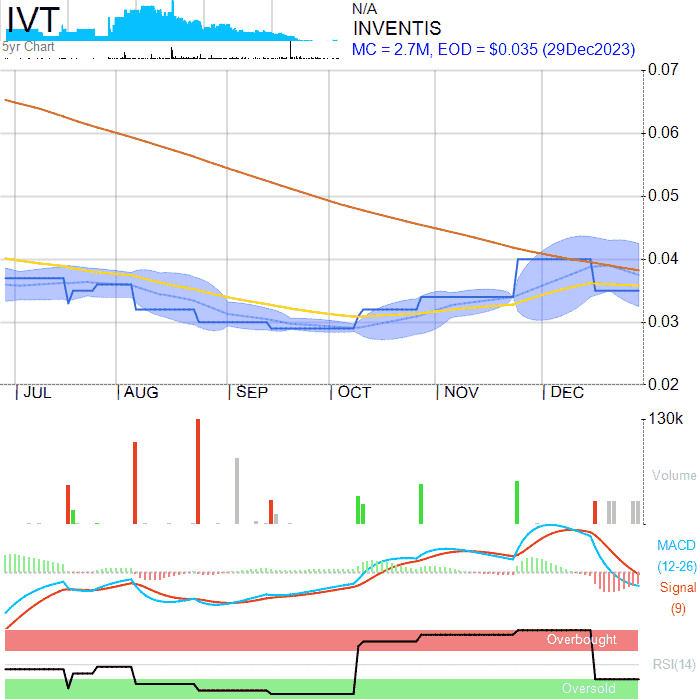 IVT
5yr Chart
N/A
INVENTIS
MC = 2.7M, EOD = $0.035 (29Dec2023)
0.07
0.06
0.05
0.04
0.03
0.02
JUL AUG SEP OCT NOV DEC
130k
Volume
MACD
(12-26)
Signal
(9)
Overbought
RSI(14)
Oversold